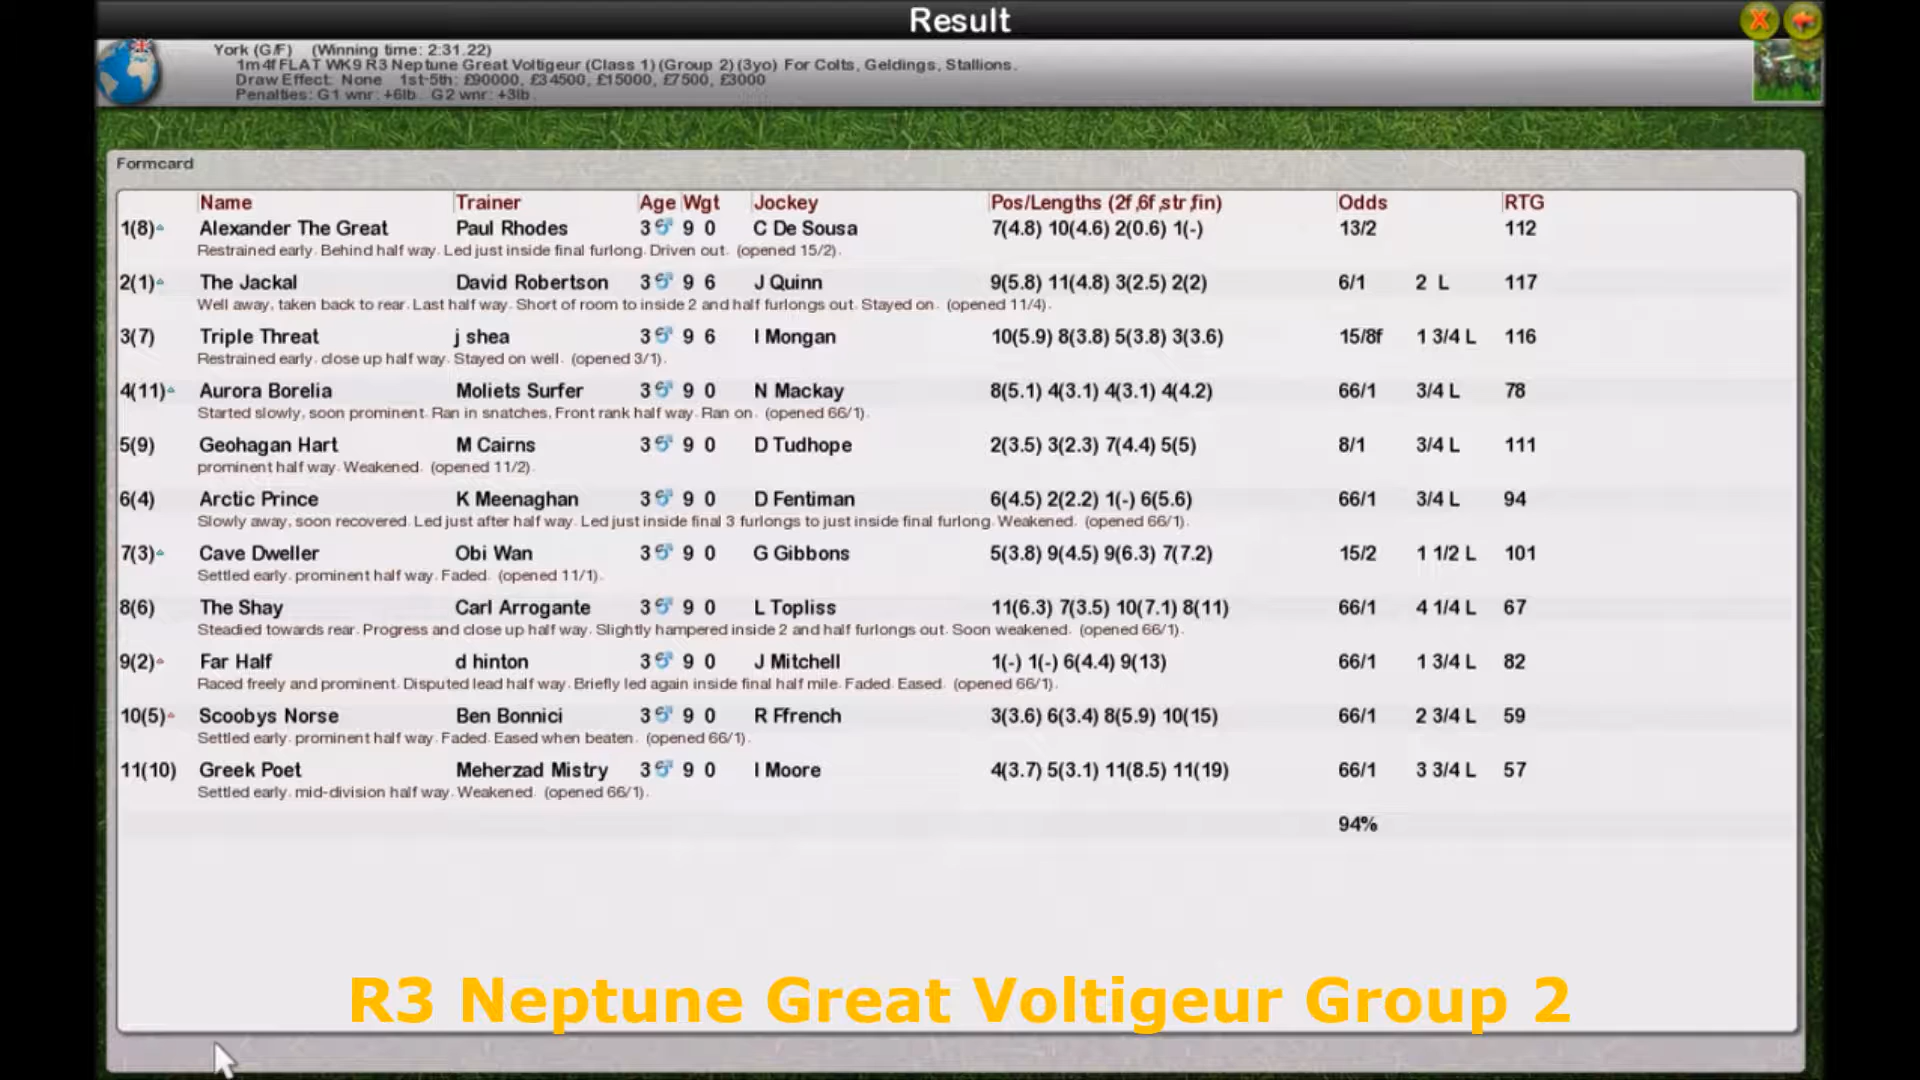 Result
York (G/F) (Winning time: 2:31.22)
1m4f FLAT WK9 R3 Neptune Great Voltigeur (Class 1) (Group 2) (3yo) For Colts, Geldings, Stallions.
Draw Effect: None 1st-5th: £90000, £34500, £15000, £7500, £3000
Penalties: G1 wnr: +6lb G2 wnr: +3lb
Formcard
Name Trainer Age Wgt Jockey Pos/Lengths (2f,6f,str,fin) Odds RTG
1(8) Alexander The Great Paul Rhodes 3 9 0 C De Sousa 7(4.8) 10(4.6) 2(0.6) 1(-) 13/2 112
Restrained early. Behind half way. Led just inside final furlong. Driven out. (opened 15/2).
2(1) The Jackal David Robertson 3 9 6 J Quinn 9(5.8) 11(4.8) 3(2.5) 2(2) 6/1 2 L 117
Well away, taken back to rear. Last half way. Short of room to inside 2 and half furlongs out. Stayed on. (opened 11/4).
3(7) Triple Threat j shea 3 9 6 I Mongan 10(5.9) 8(3.8) 5(3.8) 3(3.6) 15/8f 1 3/4 L 116
Restrained early. close up half way. Stayed on well. (opened 3/1).
4(11) Aurora Borelia Moliets Surfer 3 9 0 N Mackay 8(5.1) 4(3.1) 4(3.1) 4(4.2) 66/1 3/4 L 78
Started slowly, soon prominent. Ran in snatches, Front rank half way. Ran on. (opened 66/1).
5(9) Geohagan Hart M Cairns 3 9 0 D Tudhope 2(3.5) 3(2.3) 7(4.4) 5(5) 8/1 3/4 L 111
prominent half way. Weakened. (opened 11/2).
6(4) Arctic Prince K Meenaghan 3 9 0 D Fentiman 6(4.5) 2(2.2) 1(-) 6(5.6) 66/1 3/4 L 94
Slowly away, soon recovered. Led just after half way. Led just inside final 3 furlongs to just inside final furlong. Weakened. (opened 66/1).
7(3) Cave Dweller Obi Wan 3 9 0 G Gibbons 5(3.8) 9(4.5) 9(6.3) 7(7.2) 15/2 1 1/2 L 101
Settled early. prominent half way. Faded. (opened 11/1).
8(6) The Shay Carl Arrogante 3 9 0 L Topliss 11(6.3) 7(3.5) 10(7.1) 8(11) 66/1 4 1/4 L 67
Steadied towards rear. Progress and close up half way. Slightly hampered inside 2 and half furlongs out. Soon weakened. (opened 66/1).
9(2) Far Half d hinton 3 9 0 J Mitchell 1(-) 1(-) 6(4.4) 9(13) 66/1 1 3/4 L 82
Raced freely and prominent. Disputed lead half way. Briefly led again inside final half mile. Faded. Eased. (opened 66/1).
10(5) Scoobys Norse Ben Bonnici 3 9 0 R Ffrench 3(3.6) 6(3.4) 8(5.9) 10(15) 66/1 2 3/4 L 59
Settled early. prominent half way. Faded. Eased when beaten. (opened 66/1).
11(10) Greek Poet Meherzad Mistry 3 9 0 I Moore 4(3.7) 5(3.1) 11(8.5) 11(19) 66/1 3 3/4 L 57
Settled early. mid-division half way. Weakened. (opened 66/1).
94%
R3 Neptune Great Voltigeur Group 2